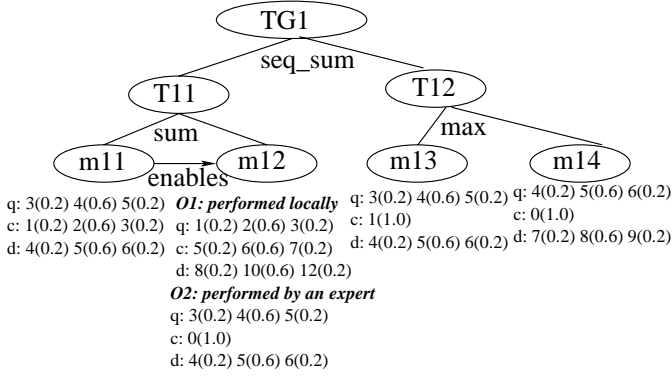 TG1
seq_sum
T11
T12
sum
max
m11
m12
m13
m14
enables
q: 3(0.2) 4(0.6) 5(0.2)
c: 1(0.2) 2(0.6) 3(0.2)
d: 4(0.2) 5(0.6) 6(0.2)
O1: performed locally
q: 1(0.2) 2(0.6) 3(0.2)
c: 5(0.2) 6(0.6) 7(0.2)
d: 8(0.2) 10(0.6) 12(0.2)
O2: performed by an expert
q: 3(0.2) 4(0.6) 5(0.2)
c: 0(1.0)
d: 4(0.2) 5(0.6) 6(0.2)
q: 3(0.2) 4(0.6) 5(0.2)
c: 1(1.0)
d: 4(0.2) 5(0.6) 6(0.2)
q: 4(0.2) 5(0.6) 6(0.2)
c: 0(1.0)
d: 7(0.2) 8(0.6) 9(0.2)